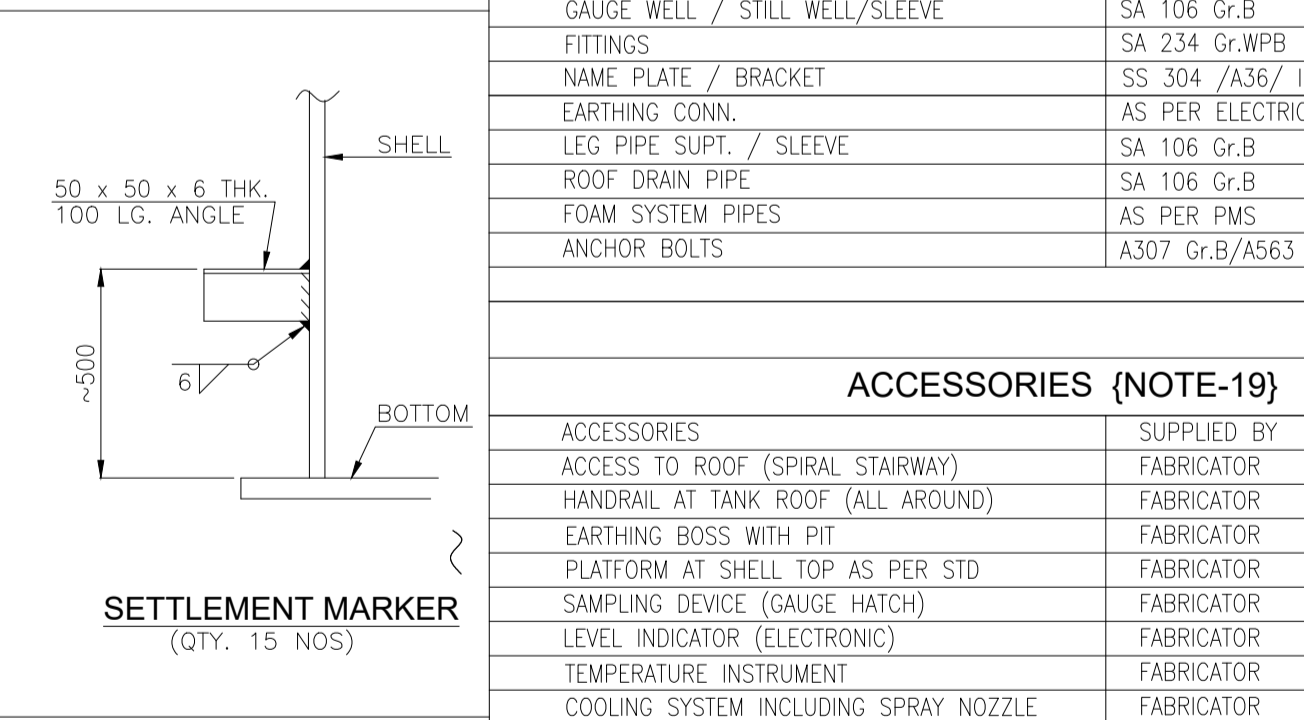 SHELL
50 x 50 x 6 THK.
100 LG. ANGLE
~500
6
BOTTOM
SETTLEMENT MARKER
(QTY. 15 NOS)
GAUGE WELL / STILL WELL/SLEEVE SA 106 Gr.B
FITTINGS SA 234 Gr.WPB
NAME PLATE / BRACKET SS 304 /A36/
EARTHING CONN. AS PER
LEG PIPE SUPT. / SLEEVE SA 106 Gr.B
ROOF DRAIN PIPE SA 106 Gr.B
FOAM SYSTEM PIPES AS PER PMS
ANCHOR BOLTS A307 Gr.B/A563
ACCESSORIES {NOTE-19}
ACCESSORIES SUPPLIED BY
ACCESS TO ROOF (SPIRAL STAIRWAY) FABRICATOR
HANDRAIL AT TANK ROOF (ALL AROUND) FABRICATOR
EARTHING BOSS WITH PIT FABRICATOR
PLATFORM AT SHELL TOP AS PER STD FABRICATOR
SAMPLING DEVICE (GAUGE HATCH) FABRICATOR
LEVEL INDICATOR (ELECTRONIC) FABRICATOR
TEMPERATURE INSTRUMENT FABRICATOR
COOLING SYSTEM INCLUDING SPRAY NOZZLE FABRICATOR